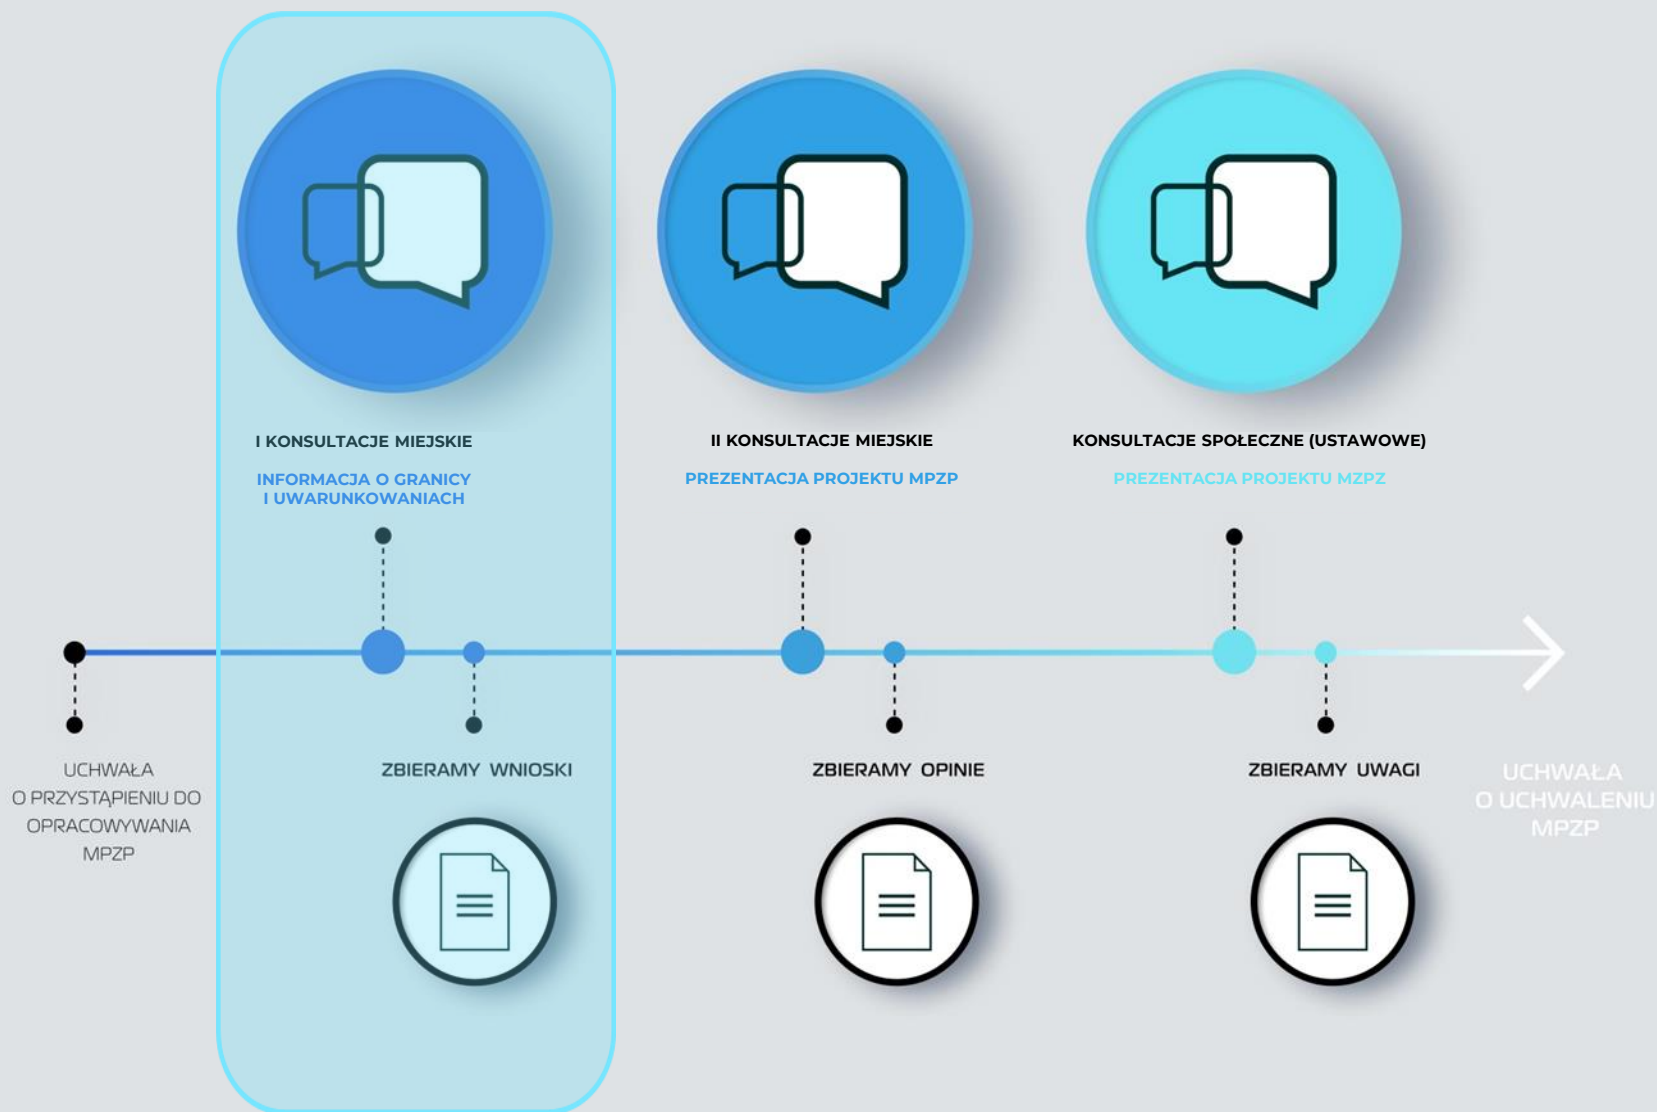 I KONSULTACJE MIEJSKIE
INFORMACJA O GRANICY
I UWARUNKOWANIACH
II KONSULTACJE MIEJSKIE
PREZENTACJA PROJEKTU MPZP
KONSULTACJE SPOŁECZNE (USTAWOWE)
PREZENTACJA PROJEKTU MZPZ
UCHWAŁA
O PRZYSTĄPIENIU DO
OPRACOWYWANIA
MPZP
ZBIERAMY WNIOSKI
ZBIERAMY OPINIE
ZBIERAMY UWAGI
UCHWAŁA
O UCHWALENIU
MPZP